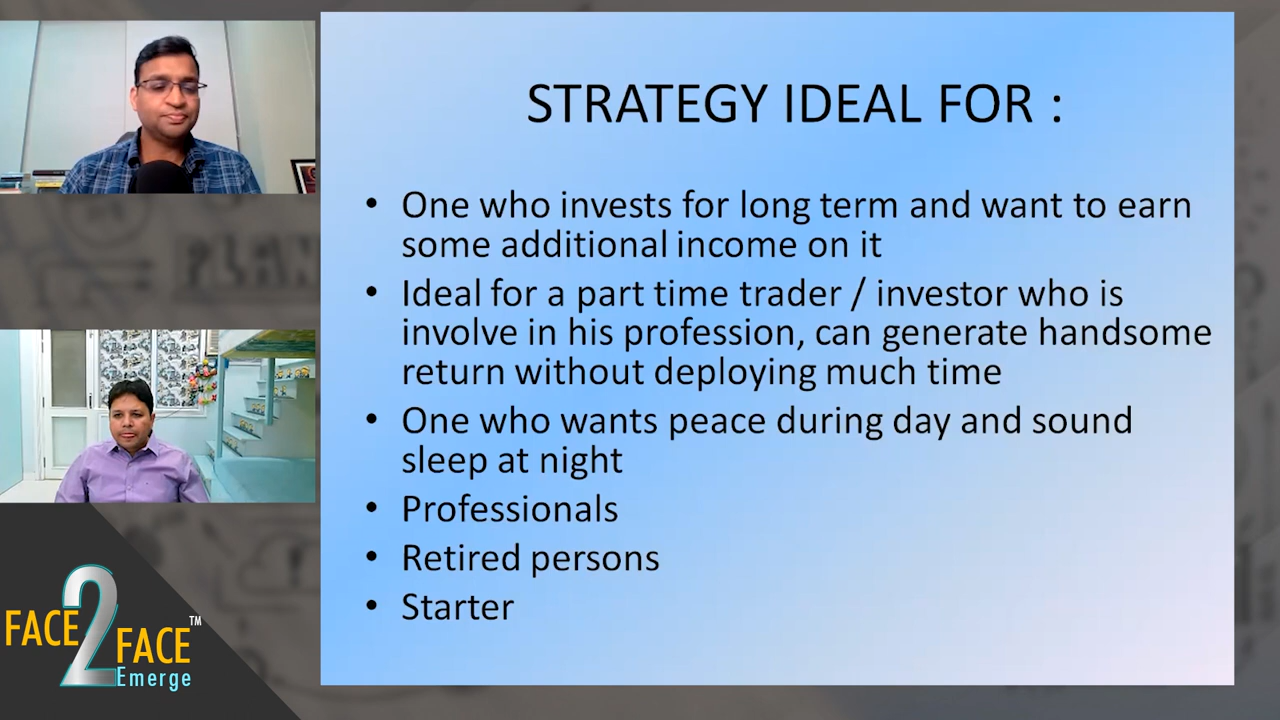 STRATEGY IDEAL FOR :
• One who invests for long term and want to earn
some additional income on it
• Ideal for a part time trader / investor who is
involve in his profession, can generate handsome
return without deploying much time
• One who wants peace during day and sound
sleep at night
• Professionals
• Retired persons
• Starter
PLAN
FACE 2 FACE™
Emerge